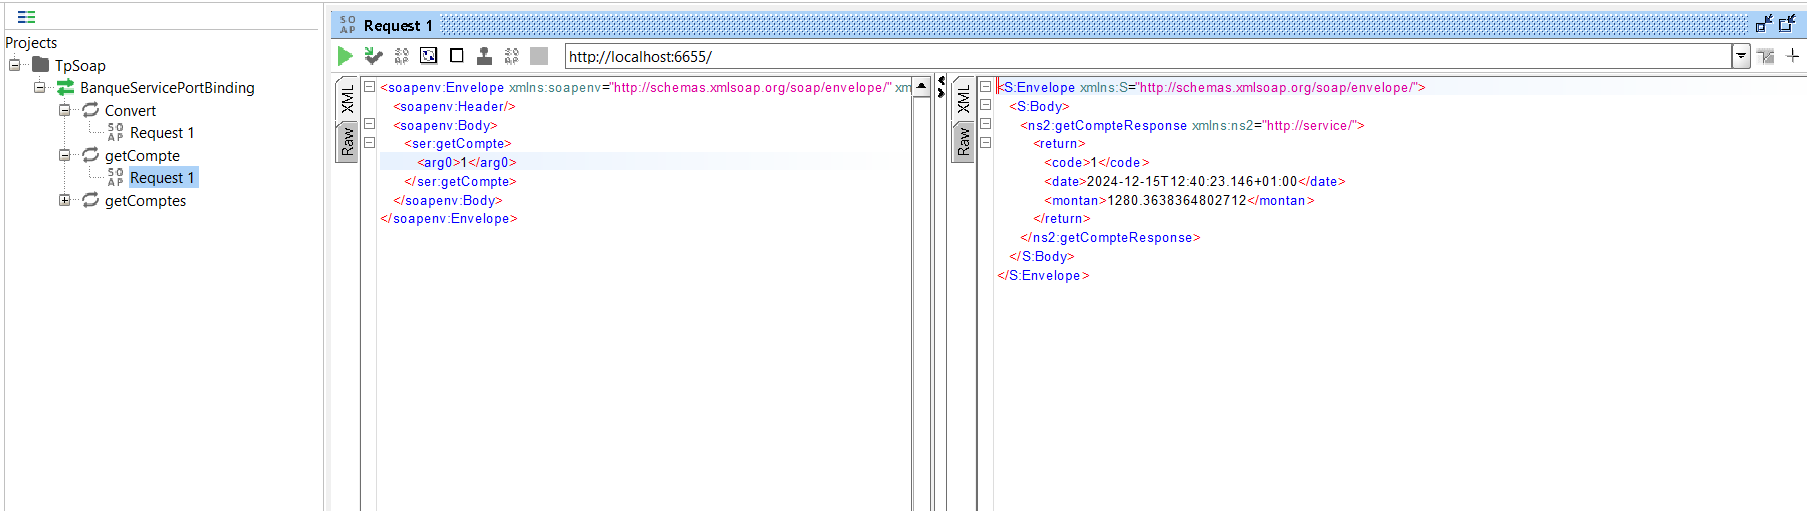 Projects
TpSoap
BanqueServicePortBinding
Convert
SOAP Request 1
getCompte
SOAP Request 1
getComptes
SOAP Request 1
http://localhost:6655/
XML
Raw
<soapenv:Envelope xmlns:soapenv="http://schemas.xmlsoap.org/soap/envelope/" xm
<soapenv:Header/>
<soapenv:Body>
<ser:getCompte>
<arg0>1</arg0>
</ser:getCompte>
</soapenv:Body>
</soapenv:Envelope>
XML
Raw
<S:Envelope xmlns:S="http://schemas.xmlsoap.org/soap/envelope/">
<S:Body>
<ns2:getCompteResponse xmlns:ns2="http://service/">
<return>
<code>1</code>
<date>2024-12-15T12:40:23.146+01:00</date>
<montan>1280.3638364802712</montan>
</return>
</ns2:getCompteResponse>
</S:Body>
</S:Envelope>